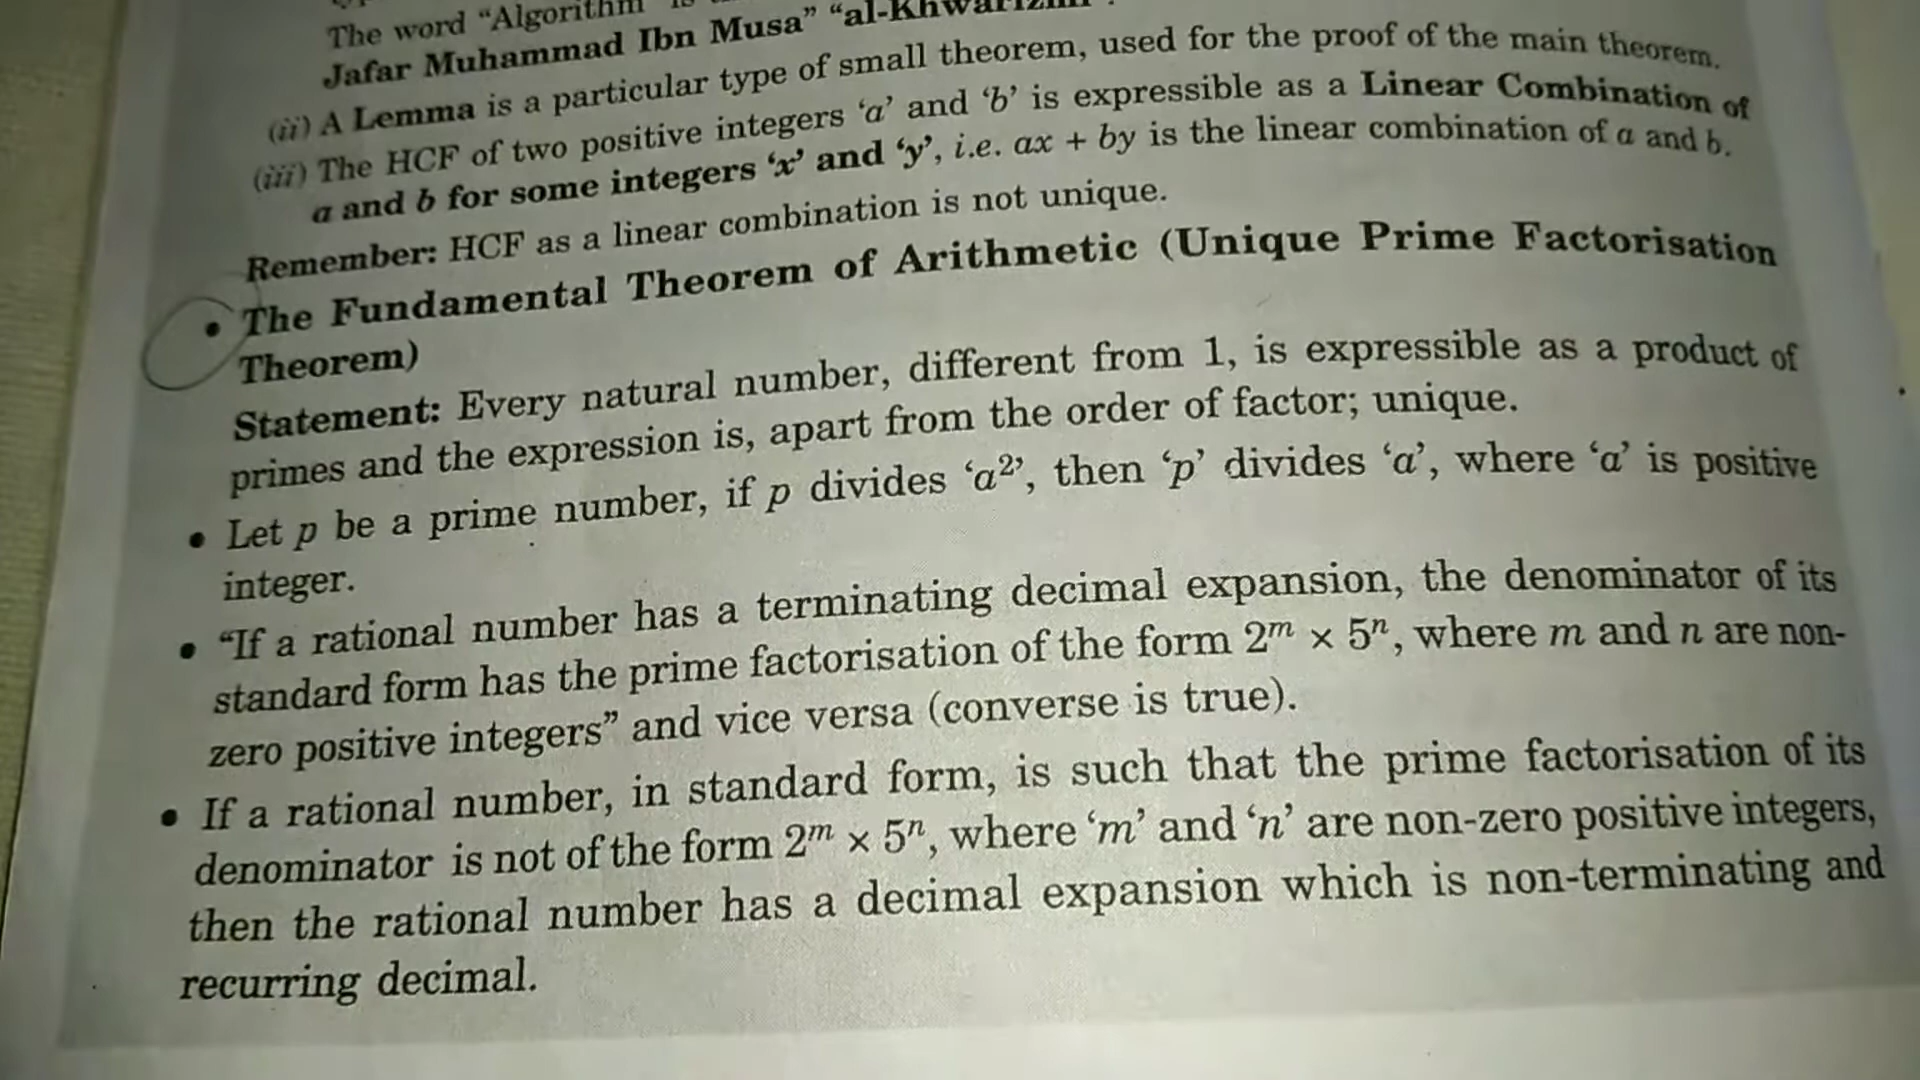 The word “Algorithm” is
Jafar Muhammad Ibn Musa” “al-Khwarizmi”.
(ii) A Lemma is a particular type of small theorem, used for the proof of the main theorem.
(iii) The HCF of two positive integers ‘a’ and ‘b’ is expressible as a Linear Combination of
a and b for some integers ‘x’ and ‘y’, i.e. ax + by is the linear combination of a and b.
Remember: HCF as a linear combination is not unique.
• The Fundamental Theorem of Arithmetic (Unique Prime Factorisation
Theorem)
Statement: Every natural number, different from 1, is expressible as a product of
primes and the expression is, apart from the order of factor; unique.
• Let p be a prime number, if p divides ‘a²’, then ‘p’ divides ‘a’, where ‘a’ is positive
integer.
• “If a rational number has a terminating decimal expansion, the denominator of its
standard form has the prime factorisation of the form 2ᵐ × 5ⁿ, where m and n are non-
zero positive integers” and vice versa (converse is true).
• If a rational number, in standard form, is such that the prime factorisation of its
denominator is not of the form 2ᵐ × 5ⁿ, where ‘m’ and ‘n’ are non-zero positive integers,
then the rational number has a decimal expansion which is non-terminating and
recurring decimal.